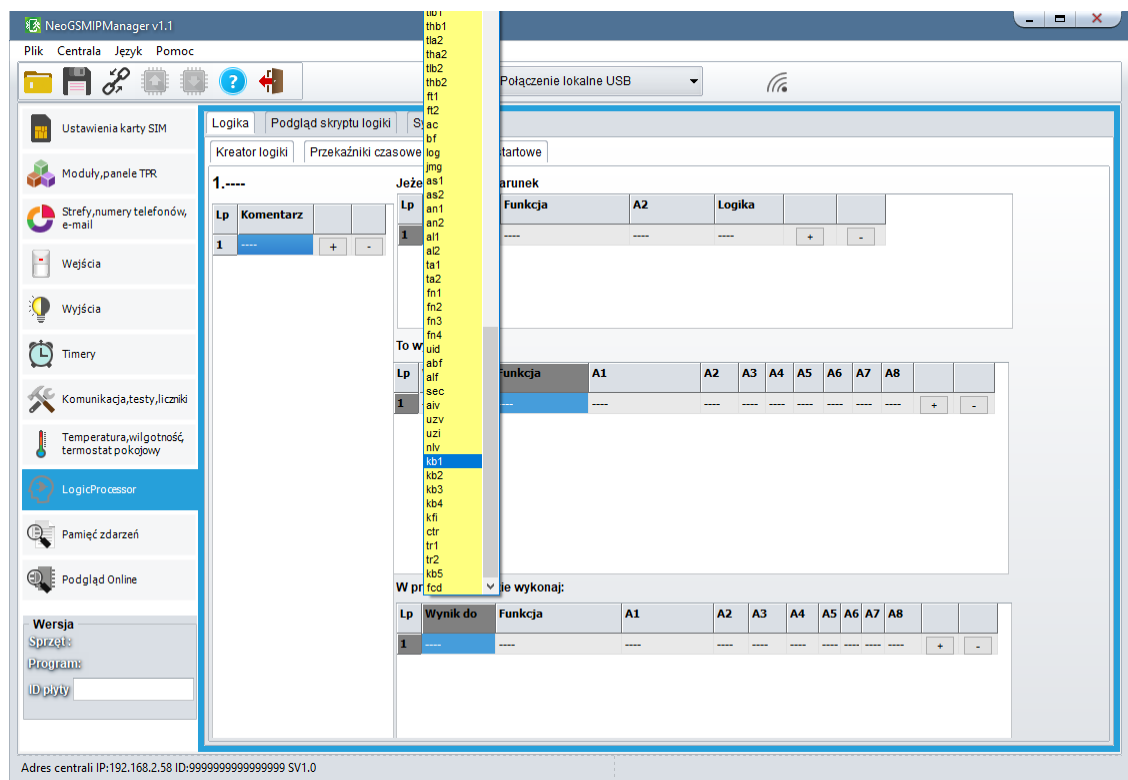 NeoGSMIPManager v1.1
Plik Centrala Język Pomoc
Połączenie lokalne USB
Ustawienia karty SIM
Moduły,panele TPR
Strefy,numery telefonów,
e-mail
Wejścia
Wyjścia
Timery
Komunikacja,testy,liczniki
Temperatura,wilgotność,
termostat pokojowy
LogicProcessor
Pamięć zdarzeń
Podgląd Online
Wersja
Sprzęt:
Program:
ID płyty
Logika Podgląd skryptu logiki S
Kreator logiki Przekaźniki czasowe startowe
1.----
Lp Komentarz
1 ---- + -
Jeże arunek
Lp Funkcja A2 Logika
1 ---- ---- ---- + -
To w
Lp Funkcja A1 A2 A3 A4 A5 A6 A7 A8
1 ---- ---- ---- ---- ---- ---- ---- ---- ---- + -
W pr ie wykonaj:
Lp Wynik do Funkcja A1 A2 A3 A4 A5 A6 A7 A8
1 ---- ---- ---- ---- ---- ---- ---- ---- ---- ---- + -
tlb1
thb1
tla2
tha2
tlb2
thb2
ft1
ft2
ac
bf
log
jmg
as1
as2
an1
an2
al1
al2
ta1
ta2
fn1
fn2
fn3
fn4
uid
abf
alf
sec
aiv
uzv
uzi
nlv
kb1
kb2
kb3
kb4
kfi
ctr
tr1
tr2
kb5
fcd
Adres centrali IP:192.168.2.58 ID:9999999999999999 SV1.0